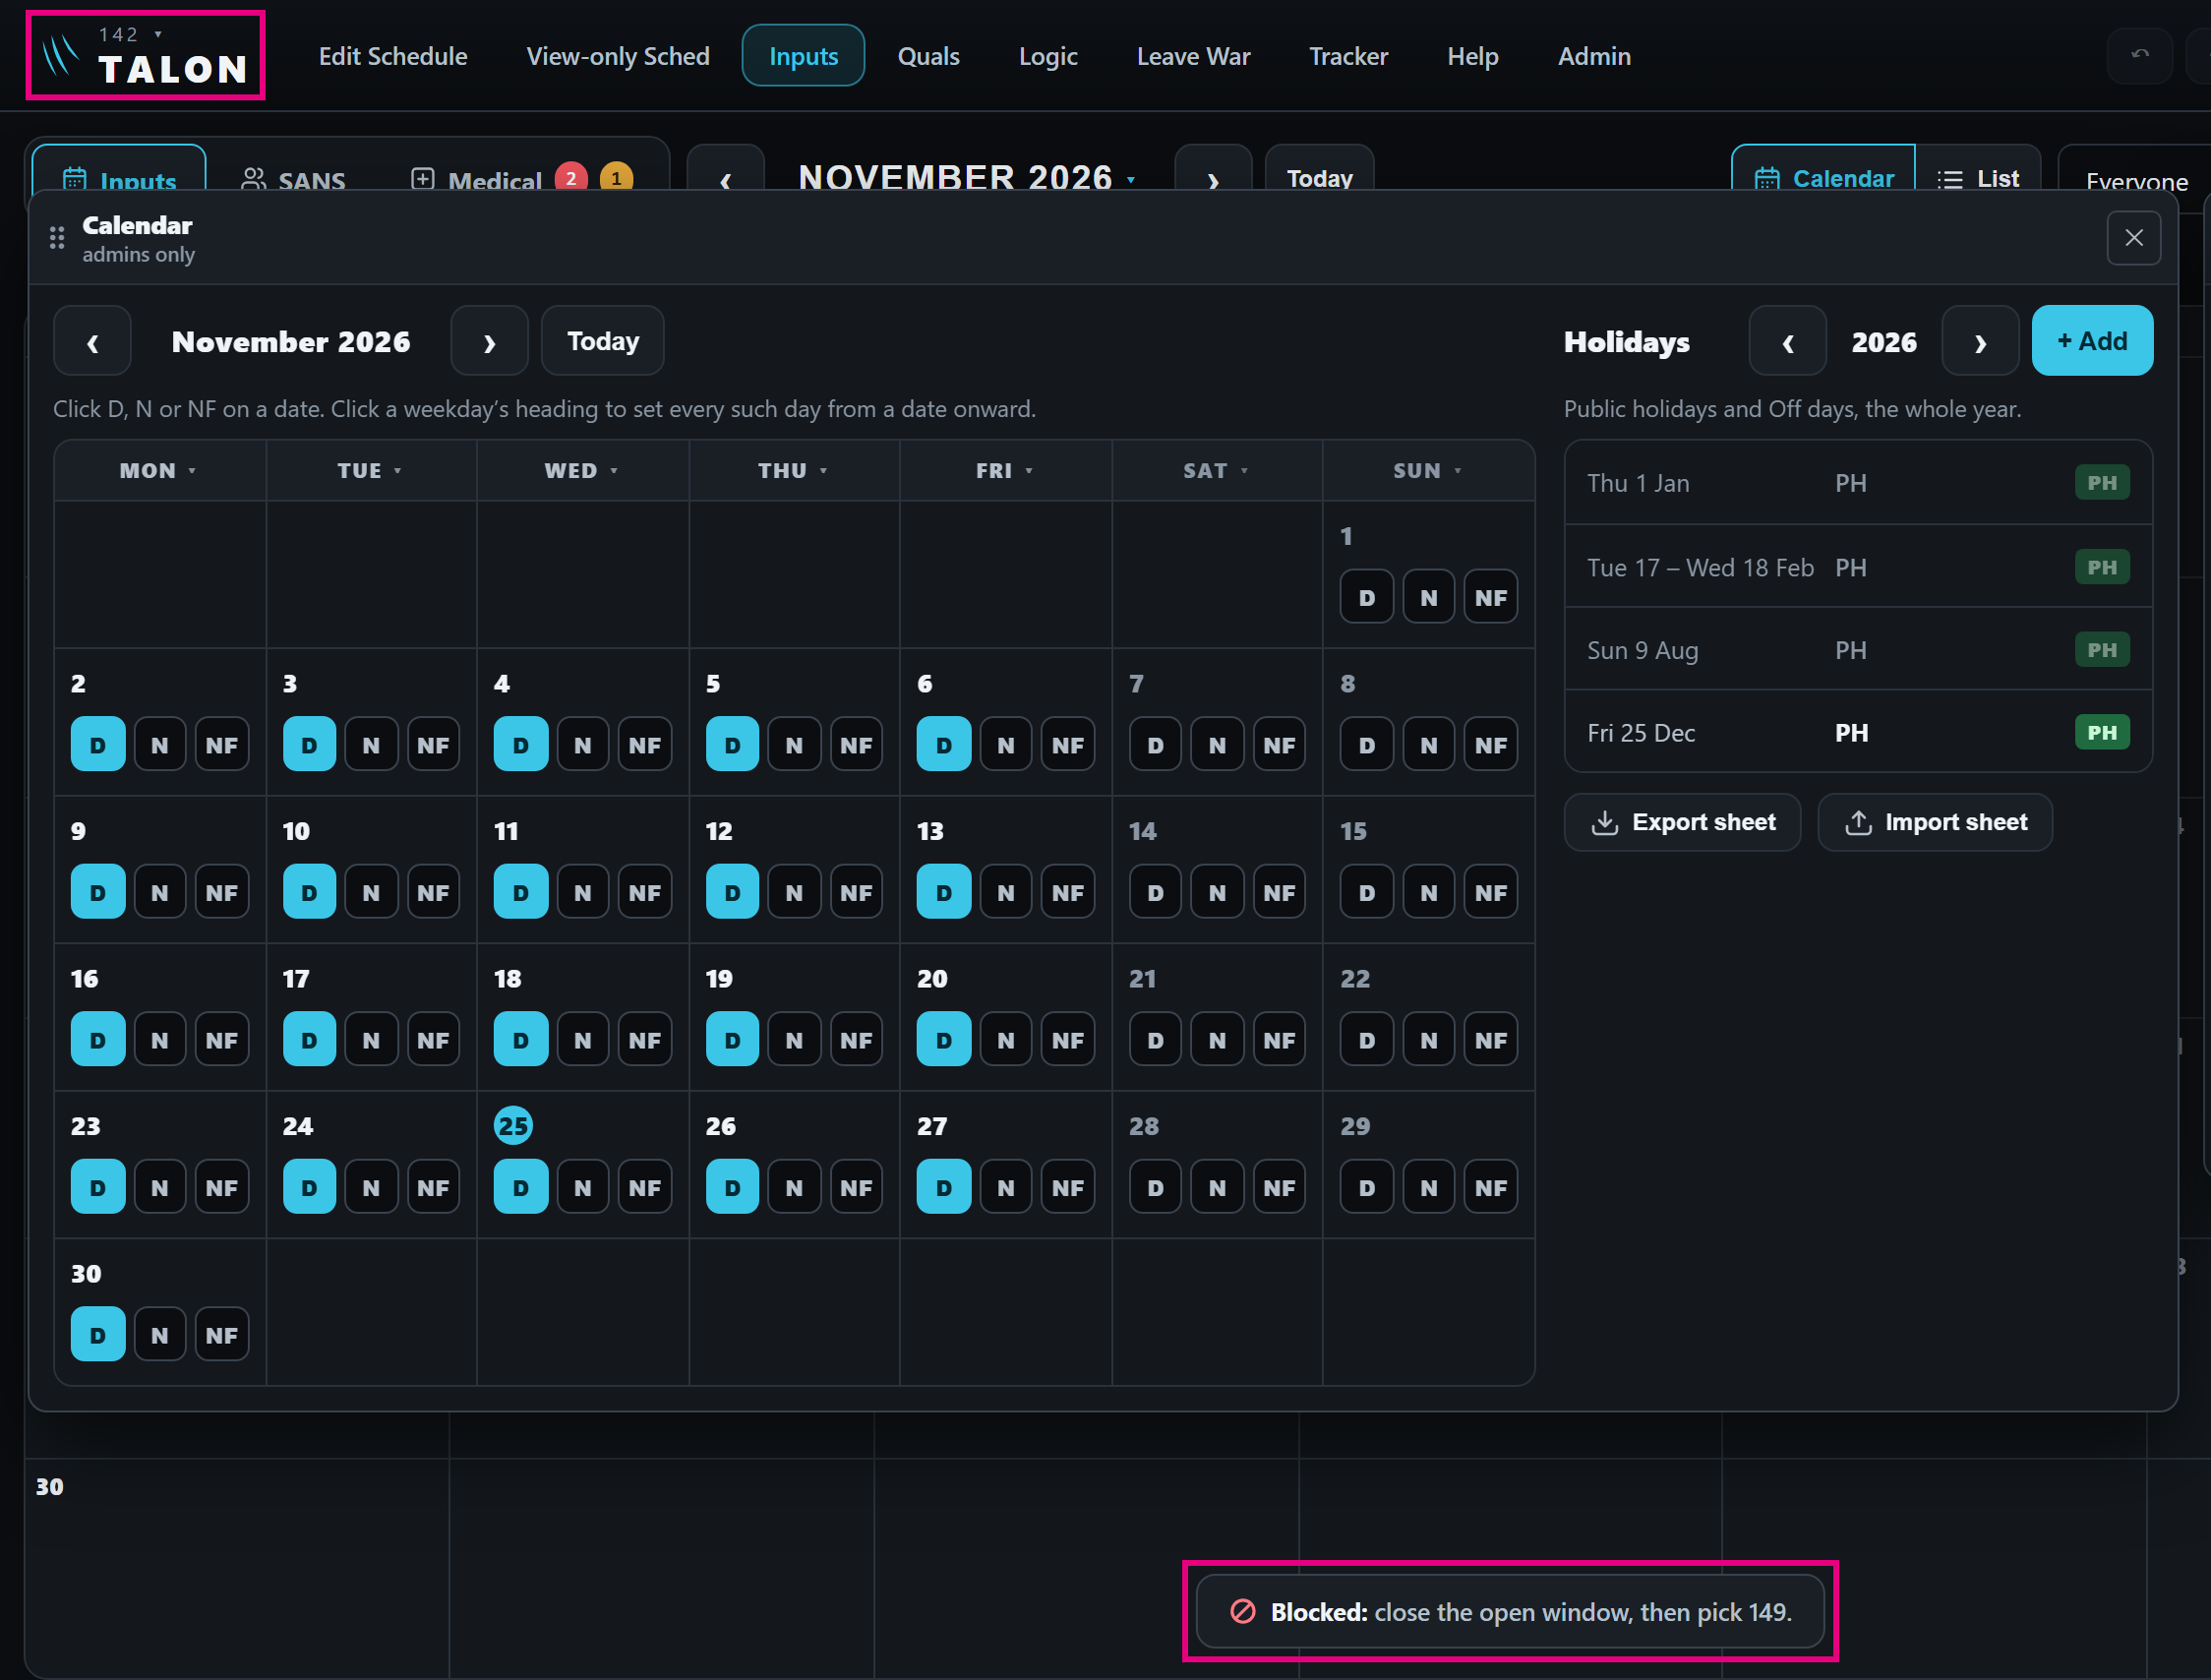 142 ▾
TALON
Edit Schedule View-only Sched Inputs Quals Logic Leave War Tracker Help Admin
Inputs SANS Medical 2 1 ‹ NOVEMBER 2026 ▾ › Today Calendar List Everyone
Calendar
admins only
‹ November 2026 › Today
Holidays ‹ 2026 › + Add
Click D, N or NF on a date. Click a weekday’s heading to set every such day from a date onward.
Public holidays and Off days, the whole year.
MON ▾ TUE ▾ WED ▾ THU ▾ FRI ▾ SAT ▾ SUN ▾
1
D N NF
2 3 4 5 6 7 8
D N NF D N NF D N NF D N NF D N NF D N NF D N NF
9 10 11 12 13 14 15
D N NF D N NF D N NF D N NF D N NF D N NF D N NF
16 17 18 19 20 21 22
D N NF D N NF D N NF D N NF D N NF D N NF D N NF
23 24 25 26 27 28 29
D N NF D N NF D N NF D N NF D N NF D N NF D N NF
30
D N NF
Thu 1 Jan PH PH
Tue 17 – Wed 18 Feb PH PH
Sun 9 Aug PH PH
Fri 25 Dec PH PH
Export sheet Import sheet
30
Blocked: close the open window, then pick 149.